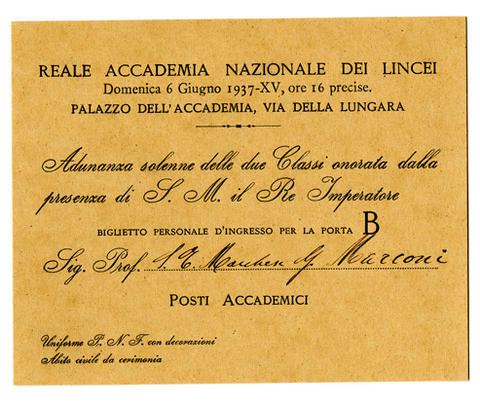 REALE ACCADEMIA NAZIONALE DEI LINCEI
Domenica 6 Giugno 1937-XV, ore 16 precise.
PALAZZO DELL'ACCADEMIA, VIA DELLA LUNGARA
Adunanza solenne delle due Classi onorata dalla
presenza di S. M. il Re Imperatore
BIGLIETTO PERSONALE D'INGRESSO PER LA PORTA B
Sig. Prof. S. E. G. Marconi
POSTI ACCADEMICI
Uniforme P. N. F. con decorazioni
Abito civile da cerimonia